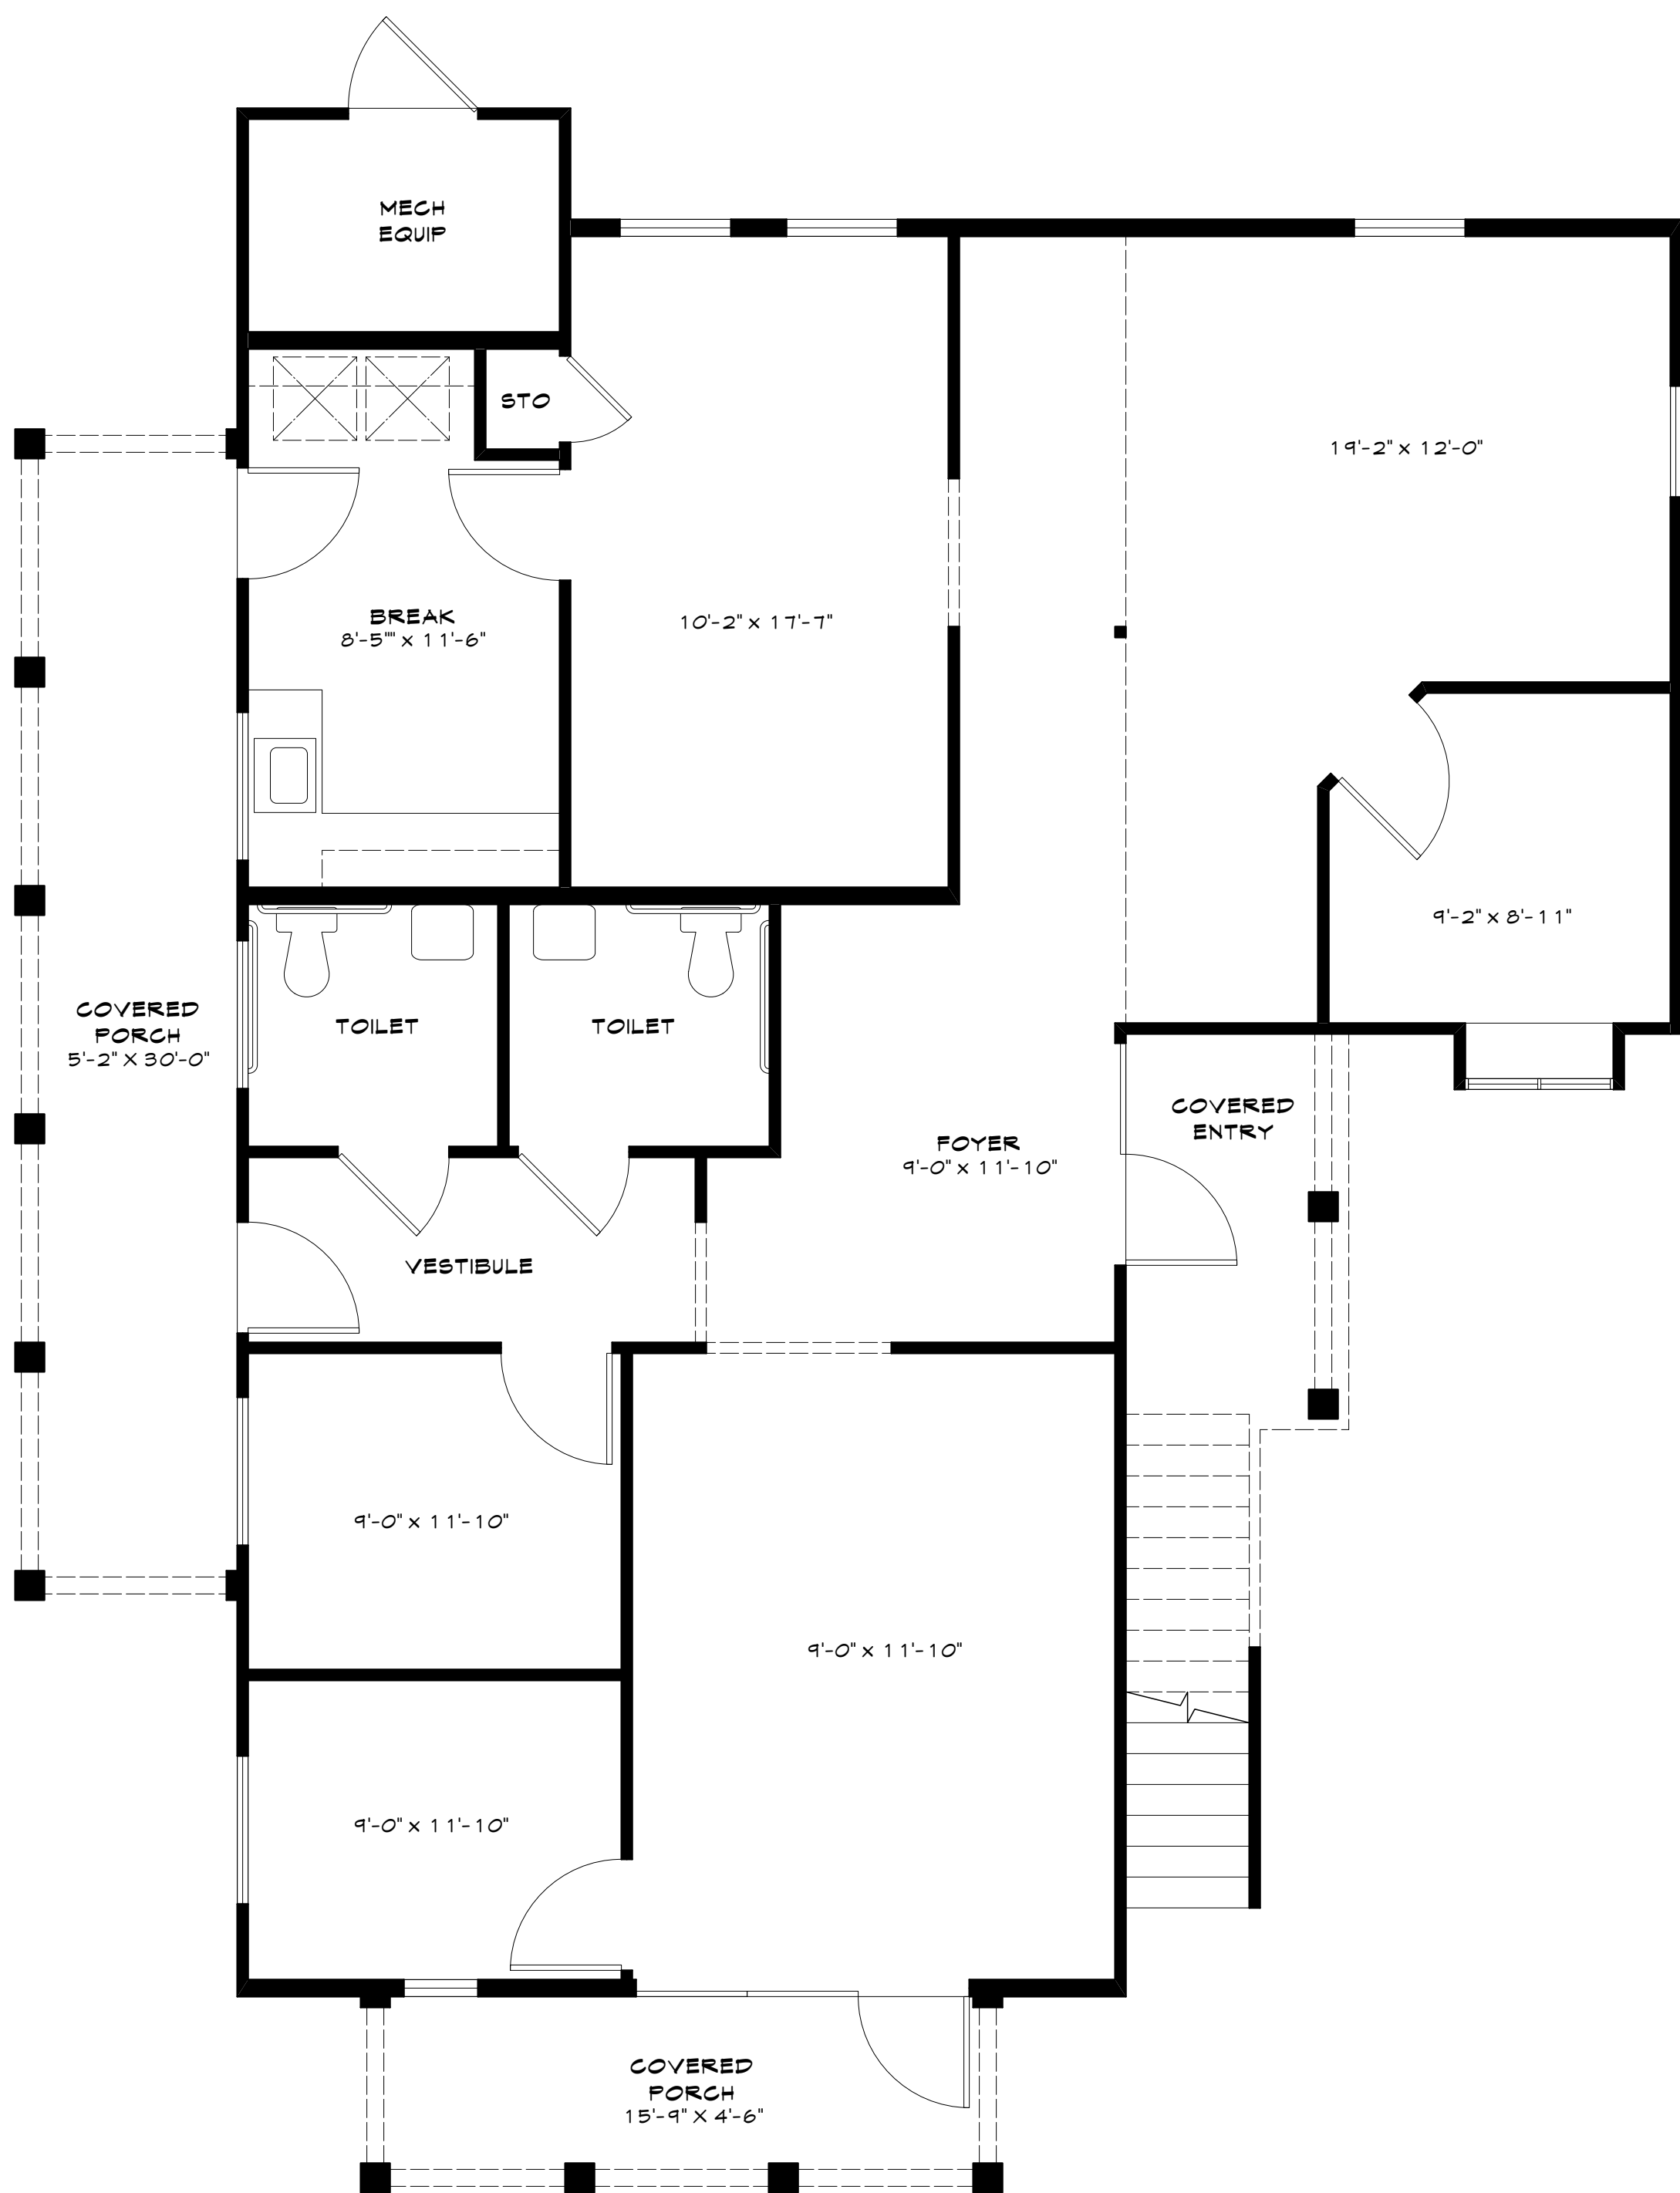 MECH
EQUIP
STO
19'-2" x 12'-0"
BREAK
8'-5"" x 11'-6"
10'-2" x 17'-7"
9'-2" x 8'-11"
COVERED
PORCH
5'-2" X 30'-0"
TOILET
TOILET
COVERED
ENTRY
FOYER
9'-0" x 11'-10"
VESTIBULE
9'-0" x 11'-10"
9'-0" x 11'-10"
9'-0" x 11'-10"
COVERED
PORCH
15'-9" X 4'-6"